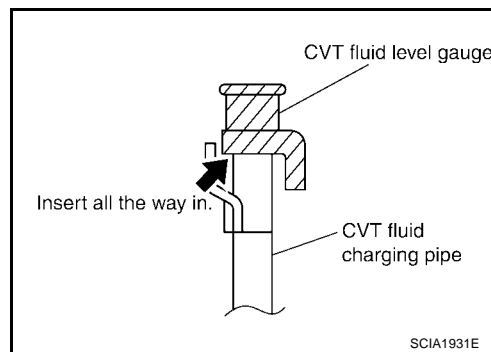 CVT fluid level gauge
Insert all the way in.
CVT fluid
charging pipe
SCIA1931E